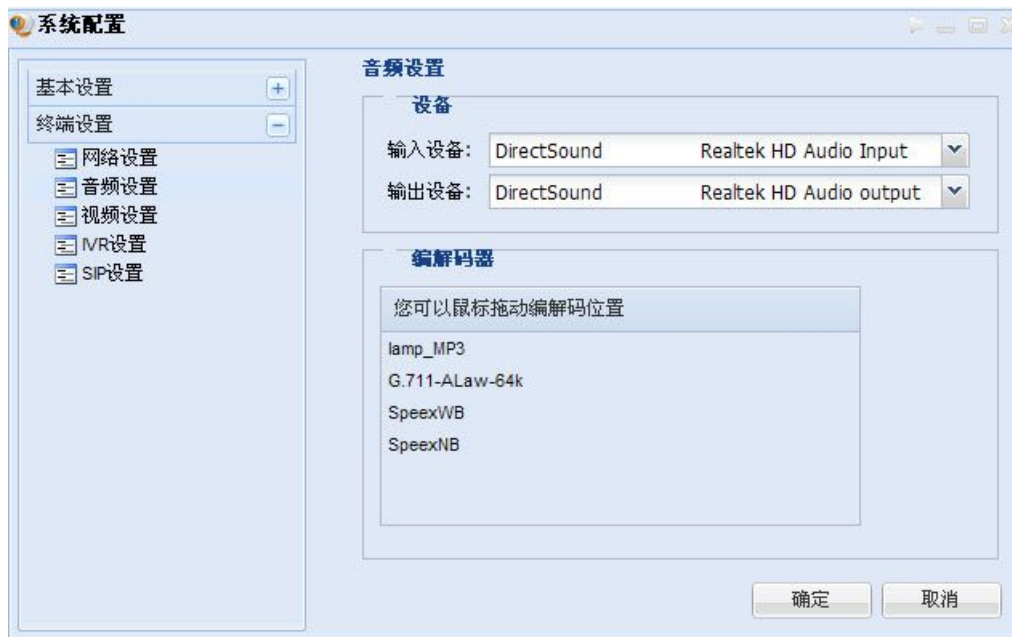 系统配置
基本设置
终端设置
网络设置
音频设置
视频设置
IVR设置
SIP设置
音频设置
设备
输入设备: DirectSound Realtek HD Audio Input
输出设备: DirectSound Realtek HD Audio output
编解码器
您可以鼠标拖动编解码位置
lamp_MP3
G.711-ALaw-64k
SpeexWB
SpeexNB
确定 取消